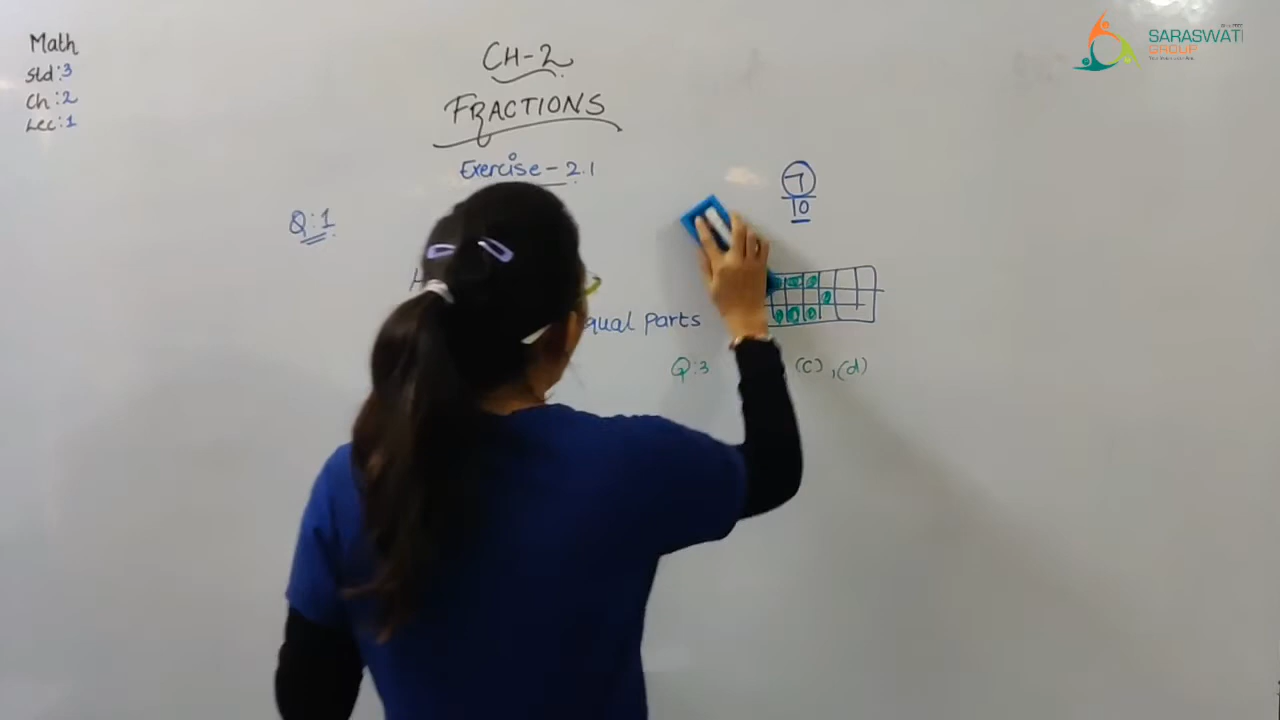 Math
Std:3
Ch:2
Lec:1
CH-2
FRACTIONS
Exercise-2.1
Q:1
7
10
qual parts
Q:3 (c),(d)
SARASWATI
GROUP